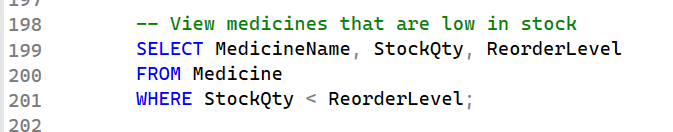 197
198 -- View medicines that are low in stock
199 SELECT MedicineName, StockQty, ReorderLevel
200 FROM Medicine
201 WHERE StockQty < ReorderLevel;
202